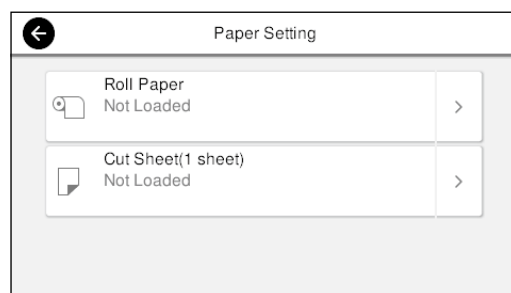 Paper Setting
Roll Paper
Not Loaded
Cut Sheet(1 sheet)
Not Loaded